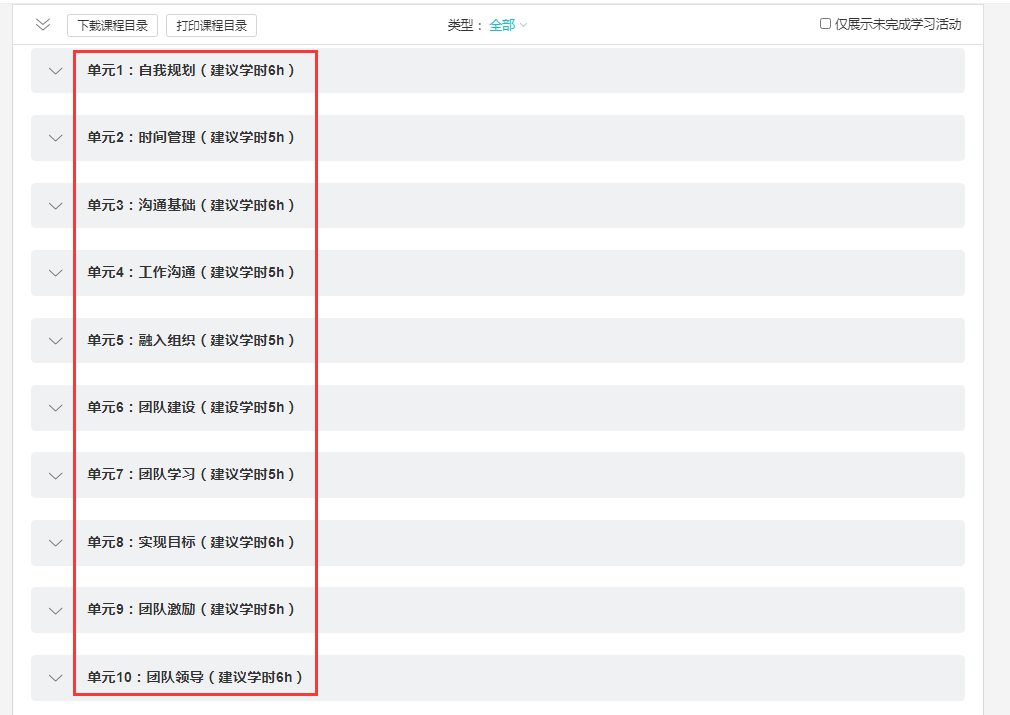 下载课程目录 打印课程目录 类型： 全部 仅展示未完成学习活动
单元1：自我规划（建议学时6h）
单元2：时间管理（建议学时5h）
单元3：沟通基础（建议学时6h）
单元4：工作沟通（建议学时5h）
单元5：融入组织（建议学时5h）
单元6：团队建设（建设学时5h）
单元7：团队学习（建议学时5h）
单元8：实现目标（建议学时6h）
单元9：团队激励（建议学时5h）
单元10：团队领导（建议学时6h）